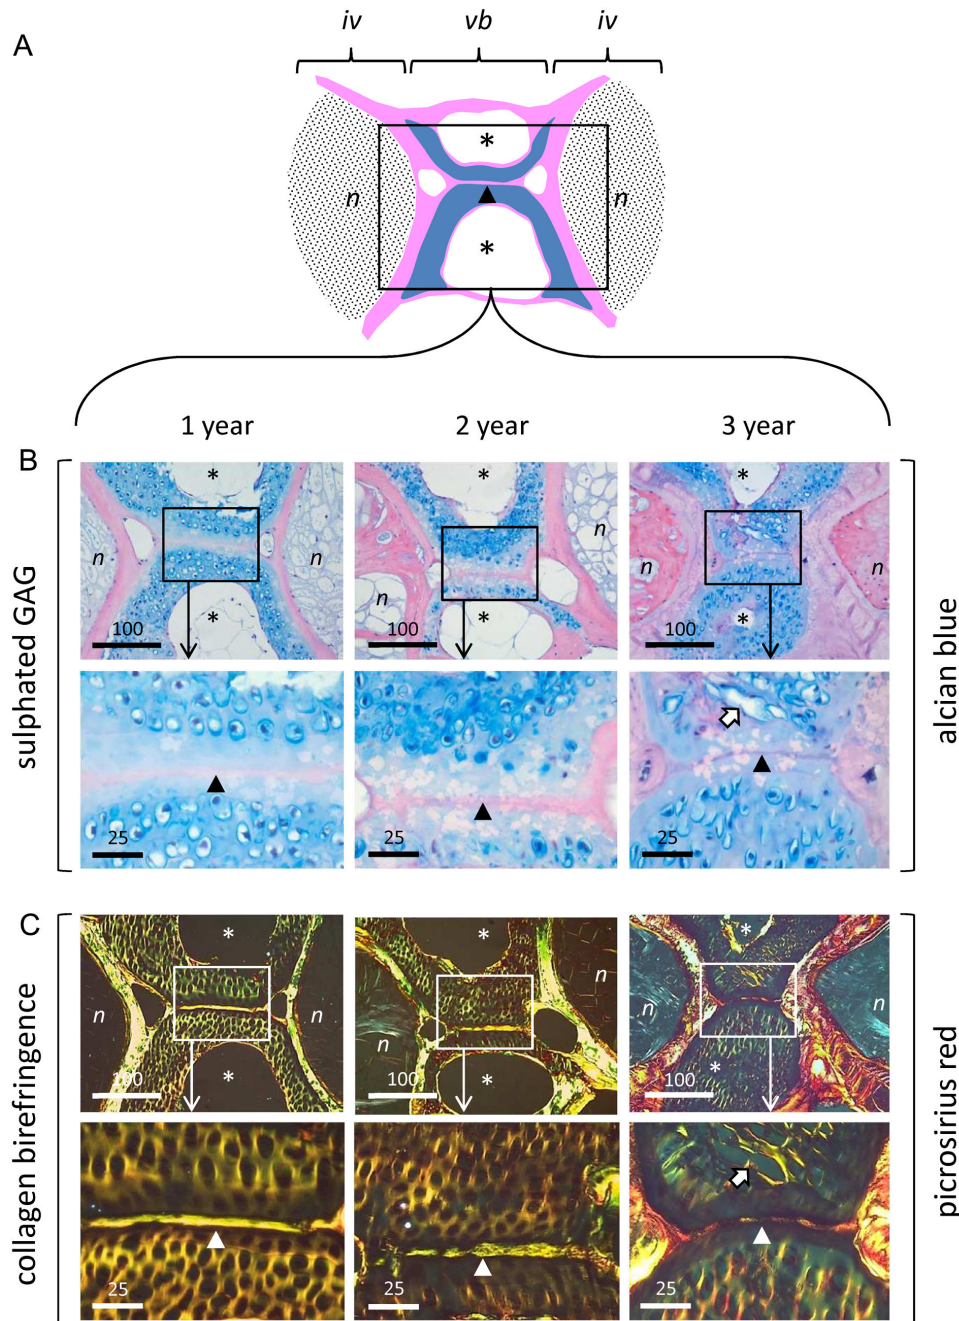 iv vb iv
A
*
n n
*
1 year 2 year 3 year
B
sulphated GAG
alcian blue
* * *
n n n n n n
* * *
100 100 100
25 25 25
C
collagen birefringence
picrosirius red
* * *
n n n n n n
* * *
100 100 100
25 25 25